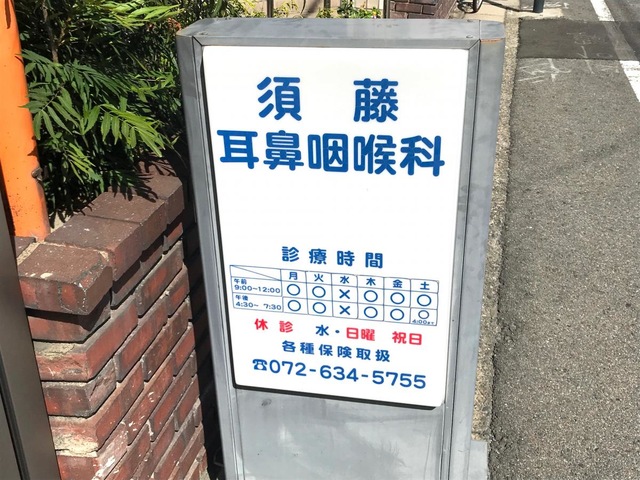 須藤
耳鼻咽喉科
診療時間
月 火 水 木 金 土
午前 9:00~12:00 ○ ○ × ○ ○ ○
午後 4:30~7:30 ○ ○ × ○ ○ ○
4:00まで
休診 水・日曜 祝日
各種保険取扱
☎072-634-5755